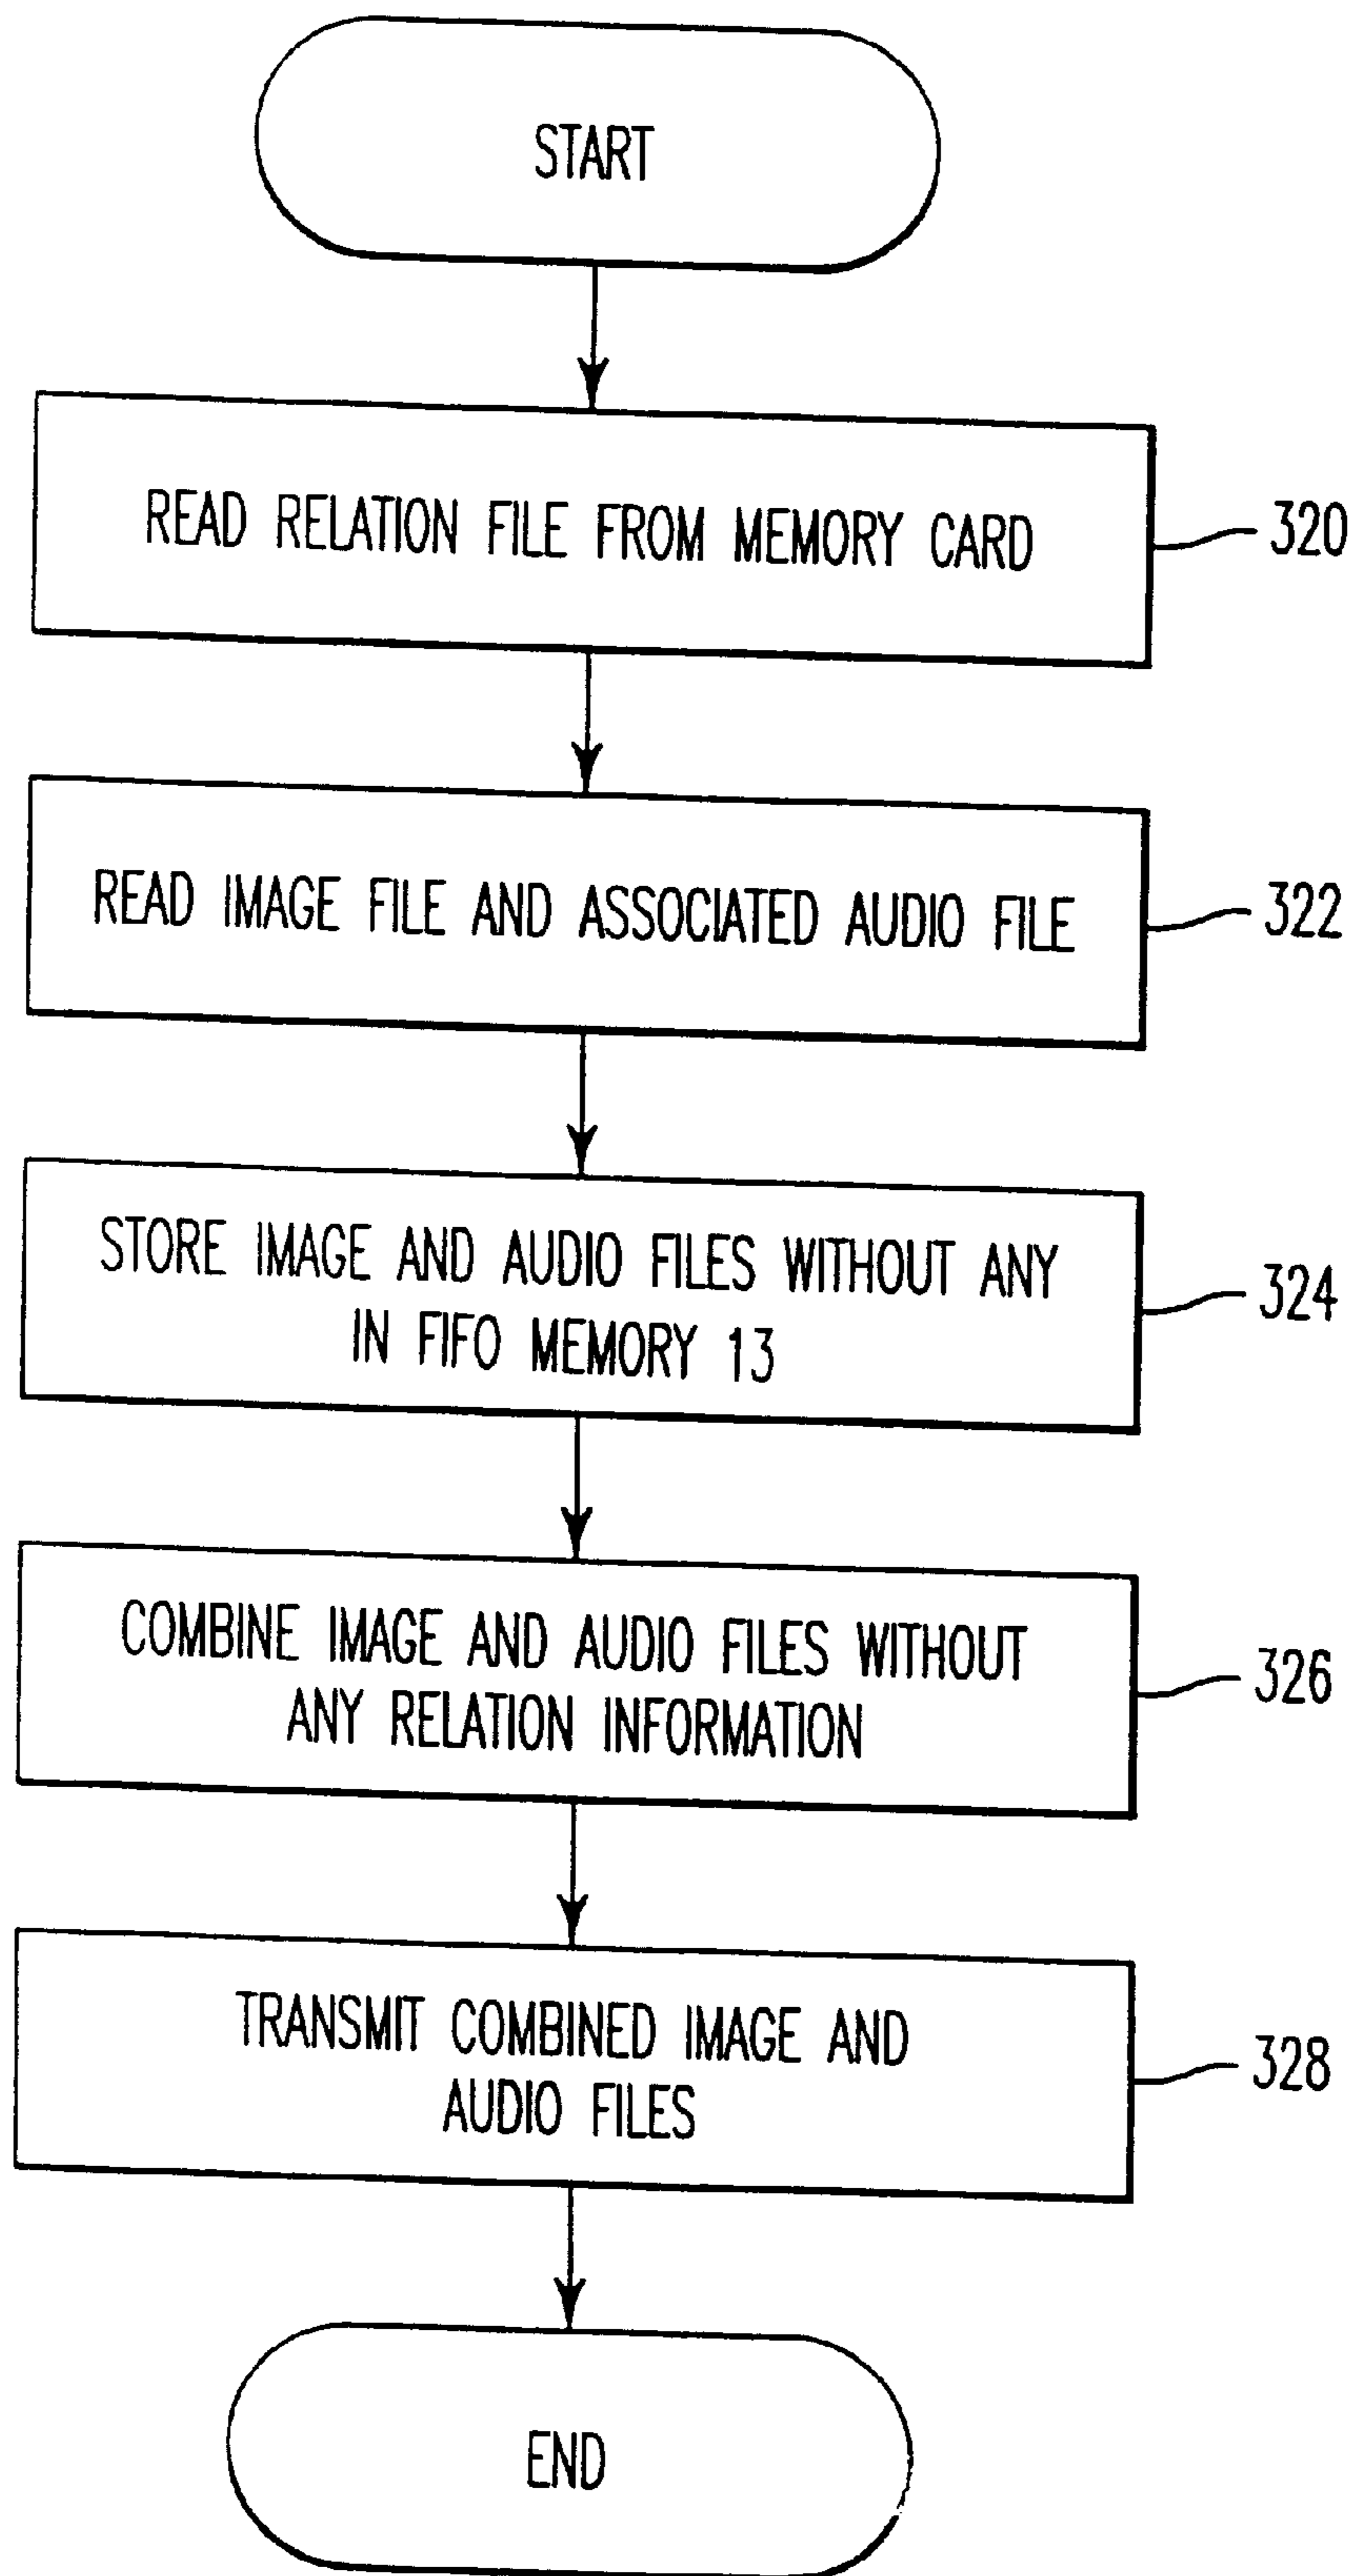 START
READ RELATION FILE FROM MEMORY CARD
320
READ IMAGE FILE AND ASSOCIATED AUDIO FILE
322
STORE IMAGE AND AUDIO FILES WITHOUT ANY
IN FIFO MEMORY 13
324
COMBINE IMAGE AND AUDIO FILES WITHOUT
ANY RELATION INFORMATION
326
TRANSMIT COMBINED IMAGE AND
AUDIO FILES
328
END